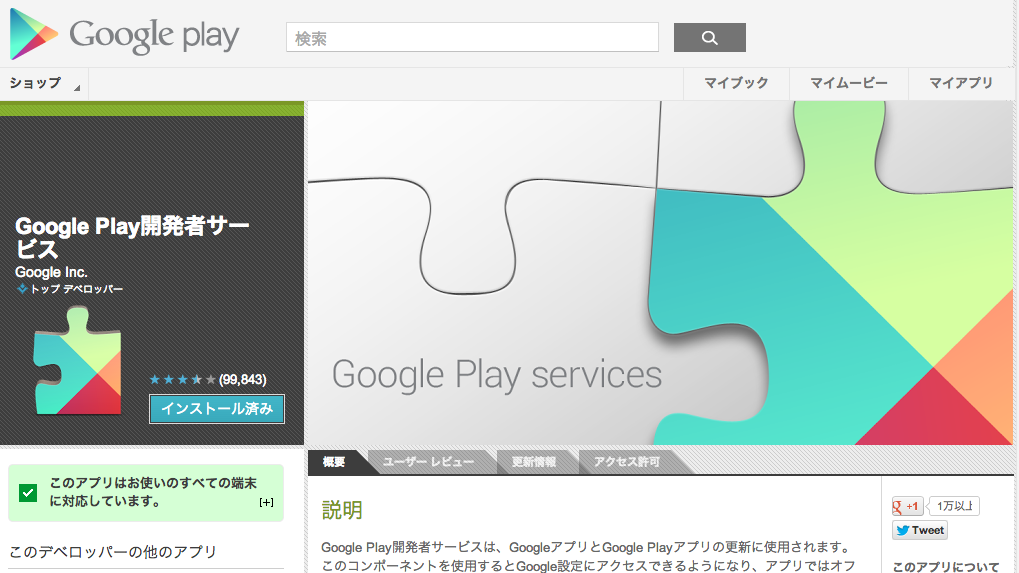 Google play
検索
ショップ
マイブック
マイムービー
マイアプリ
Google Play開発者サー
ビス
Google Inc.
トップ デベロッパー
(99,843)
インストール済み
Google Play services
概要
ユーザー レビュー
更新情報
アクセス許可
このアプリはお使いのすべての端末
に対応しています。
[+]
このデベロッパーの他のアプリ
説明
Google Play開発者サービスは、GoogleアプリとGoogle Playアプリの更新に使用されます。
このコンポーネントを使用するとGoogle設定にアクセスできるようになり、アプリではオフ
g +1
1万以上
Tweet
このアプリについて